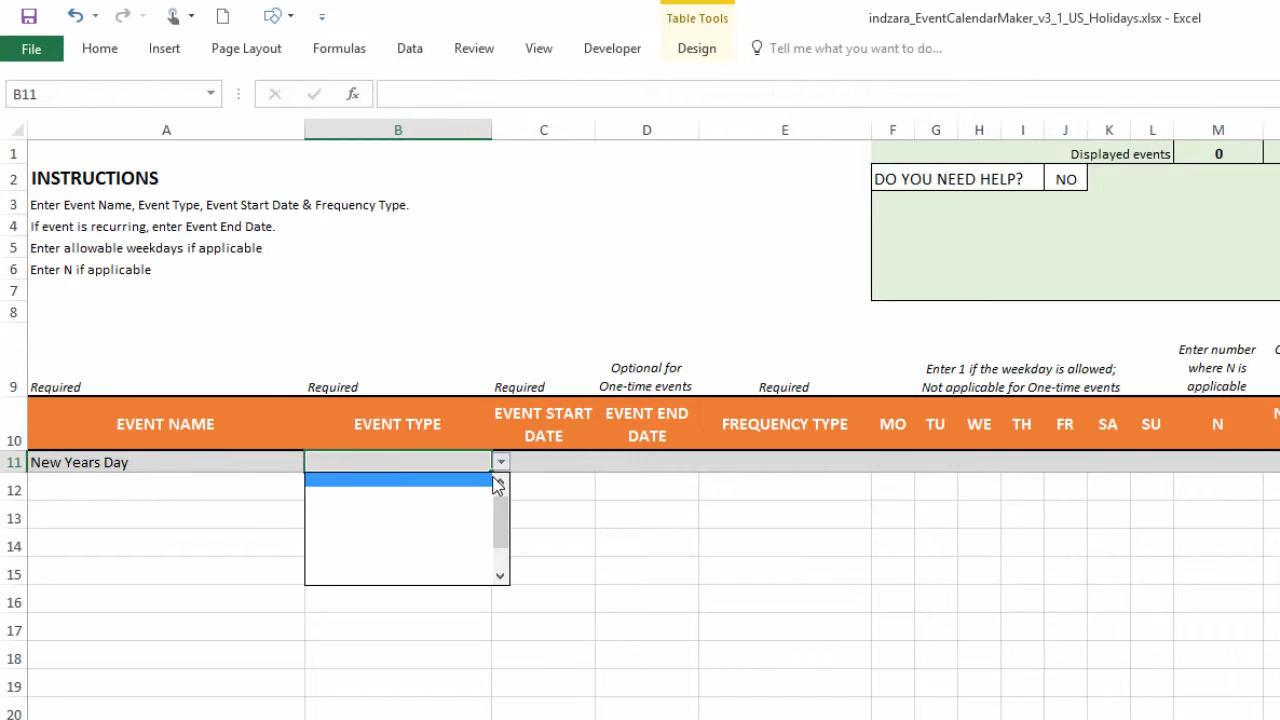 Table Tools
indzara_EventCalendarMaker_v3_1_US_Holidays.xlsx - Excel
File Home Insert Page Layout Formulas Data Review View Developer Design Tell me what you want to do...
B11 fx
A B C D E F G H I J K L M
1 Displayed events 0
2 INSTRUCTIONS DO YOU NEED HELP? NO
3 Enter Event Name, Event Type, Event Start Date & Frequency Type.
4 If event is recurring, enter Event End Date.
5 Enter allowable weekdays if applicable
6 Enter N if applicable
7
8
Enter number
Optional for Enter 1 if the weekday is allowed; where N is
9 Required Required Required One-time events Required Not applicable for One-time events applicable
EVENT NAME EVENT TYPE EVENT START EVENT END FREQUENCY TYPE MO TU WE TH FR SA SU N
10 DATE DATE
11 New Years Day
12
13
14
15
16
17
18
19
20